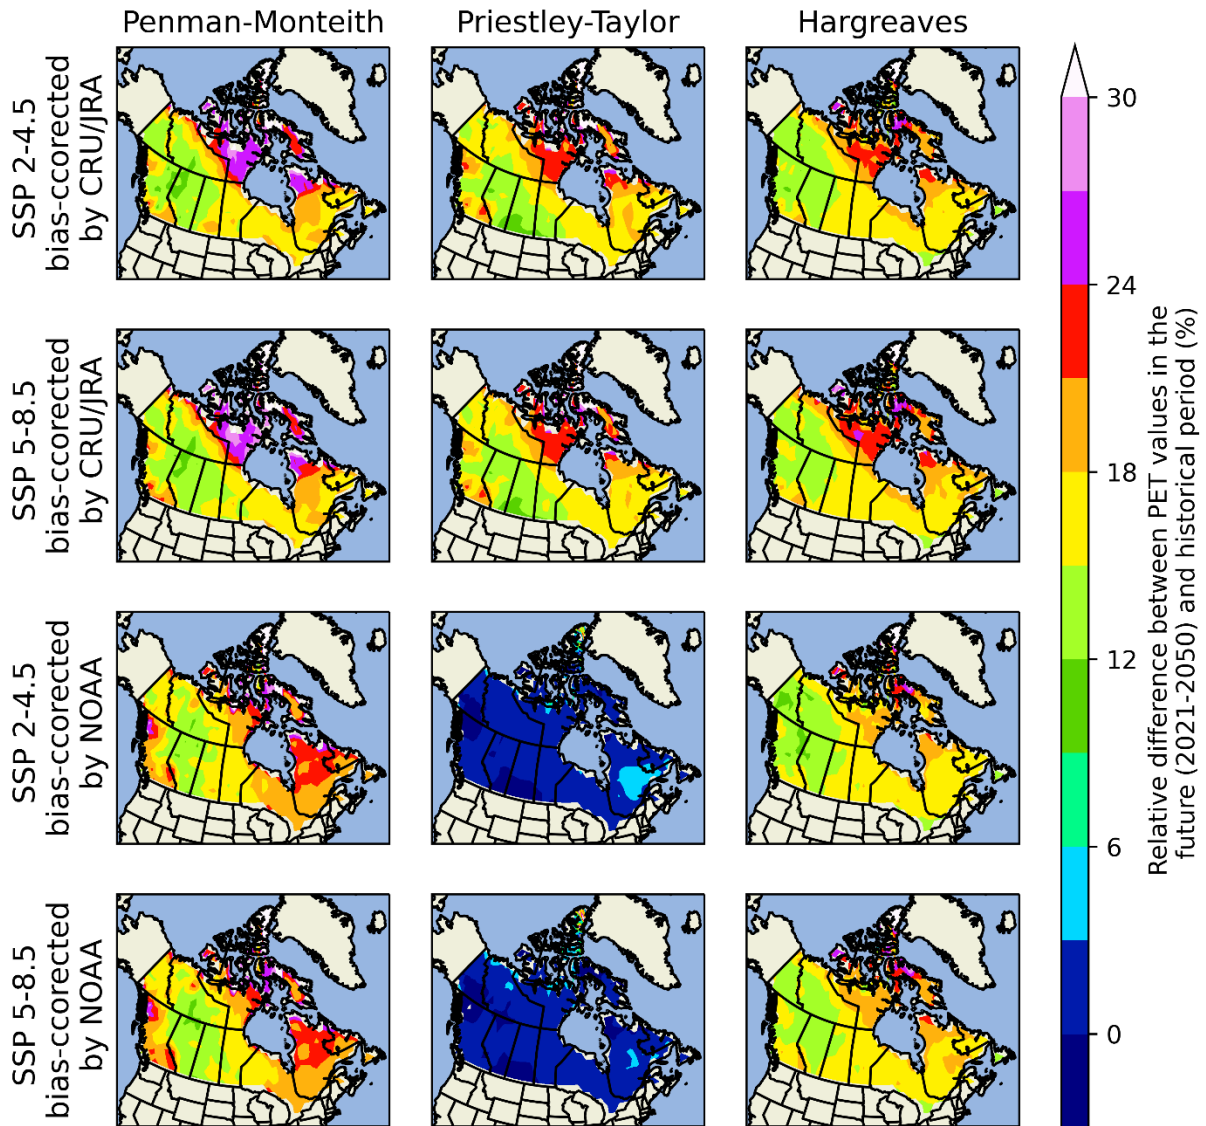 Penman-Monteith
Priestley-Taylor
Hargreaves
SSP 2-4.5
bias-ccorected
by CRU/JRA
SSP 5-8.5
bias-ccorected
by CRU/JRA
SSP 2-4.5
bias-ccorected
by NOAA
SSP 5-8.5
bias-ccorected
by NOAA
30
24
18
12
6
0
Relative difference between PET values in the
future (2021-2050) and historical period (%)